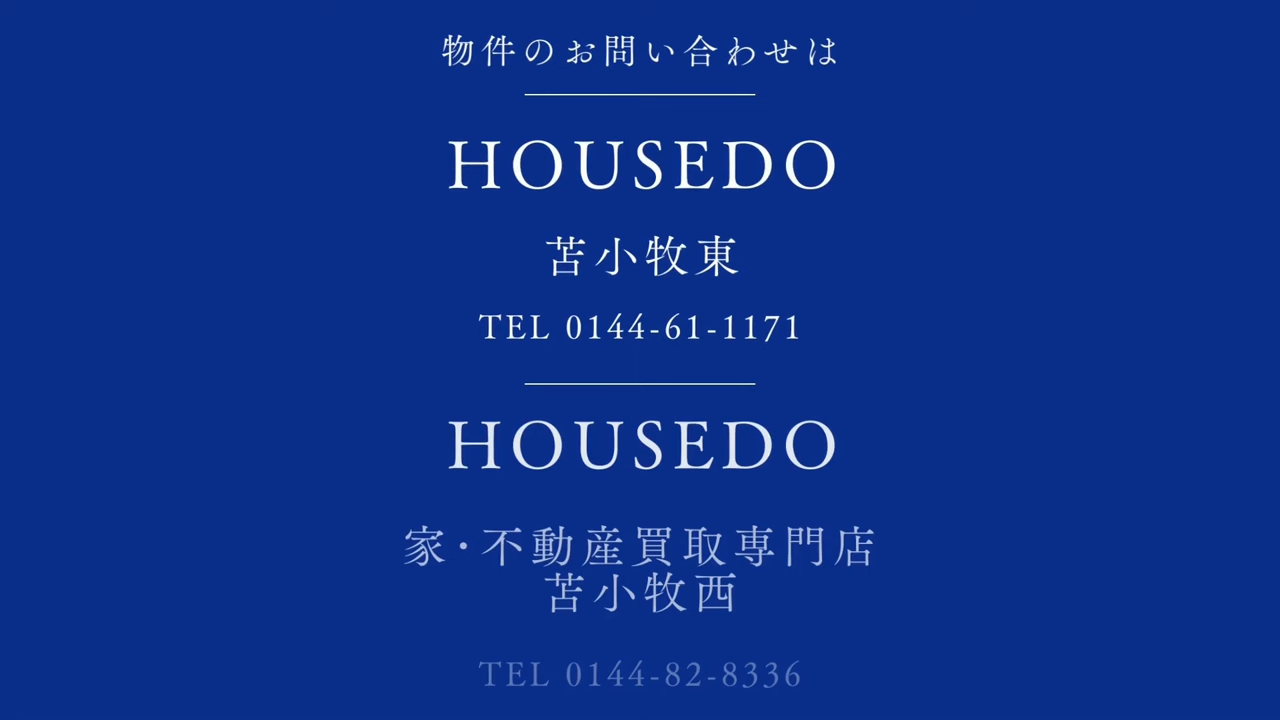 物件のお問い合わせは
HOUSEDO
苫小牧東
TEL 0144-61-1171
HOUSEDO
家・不動産買取専門店
苫小牧西
TEL 0144-82-8336